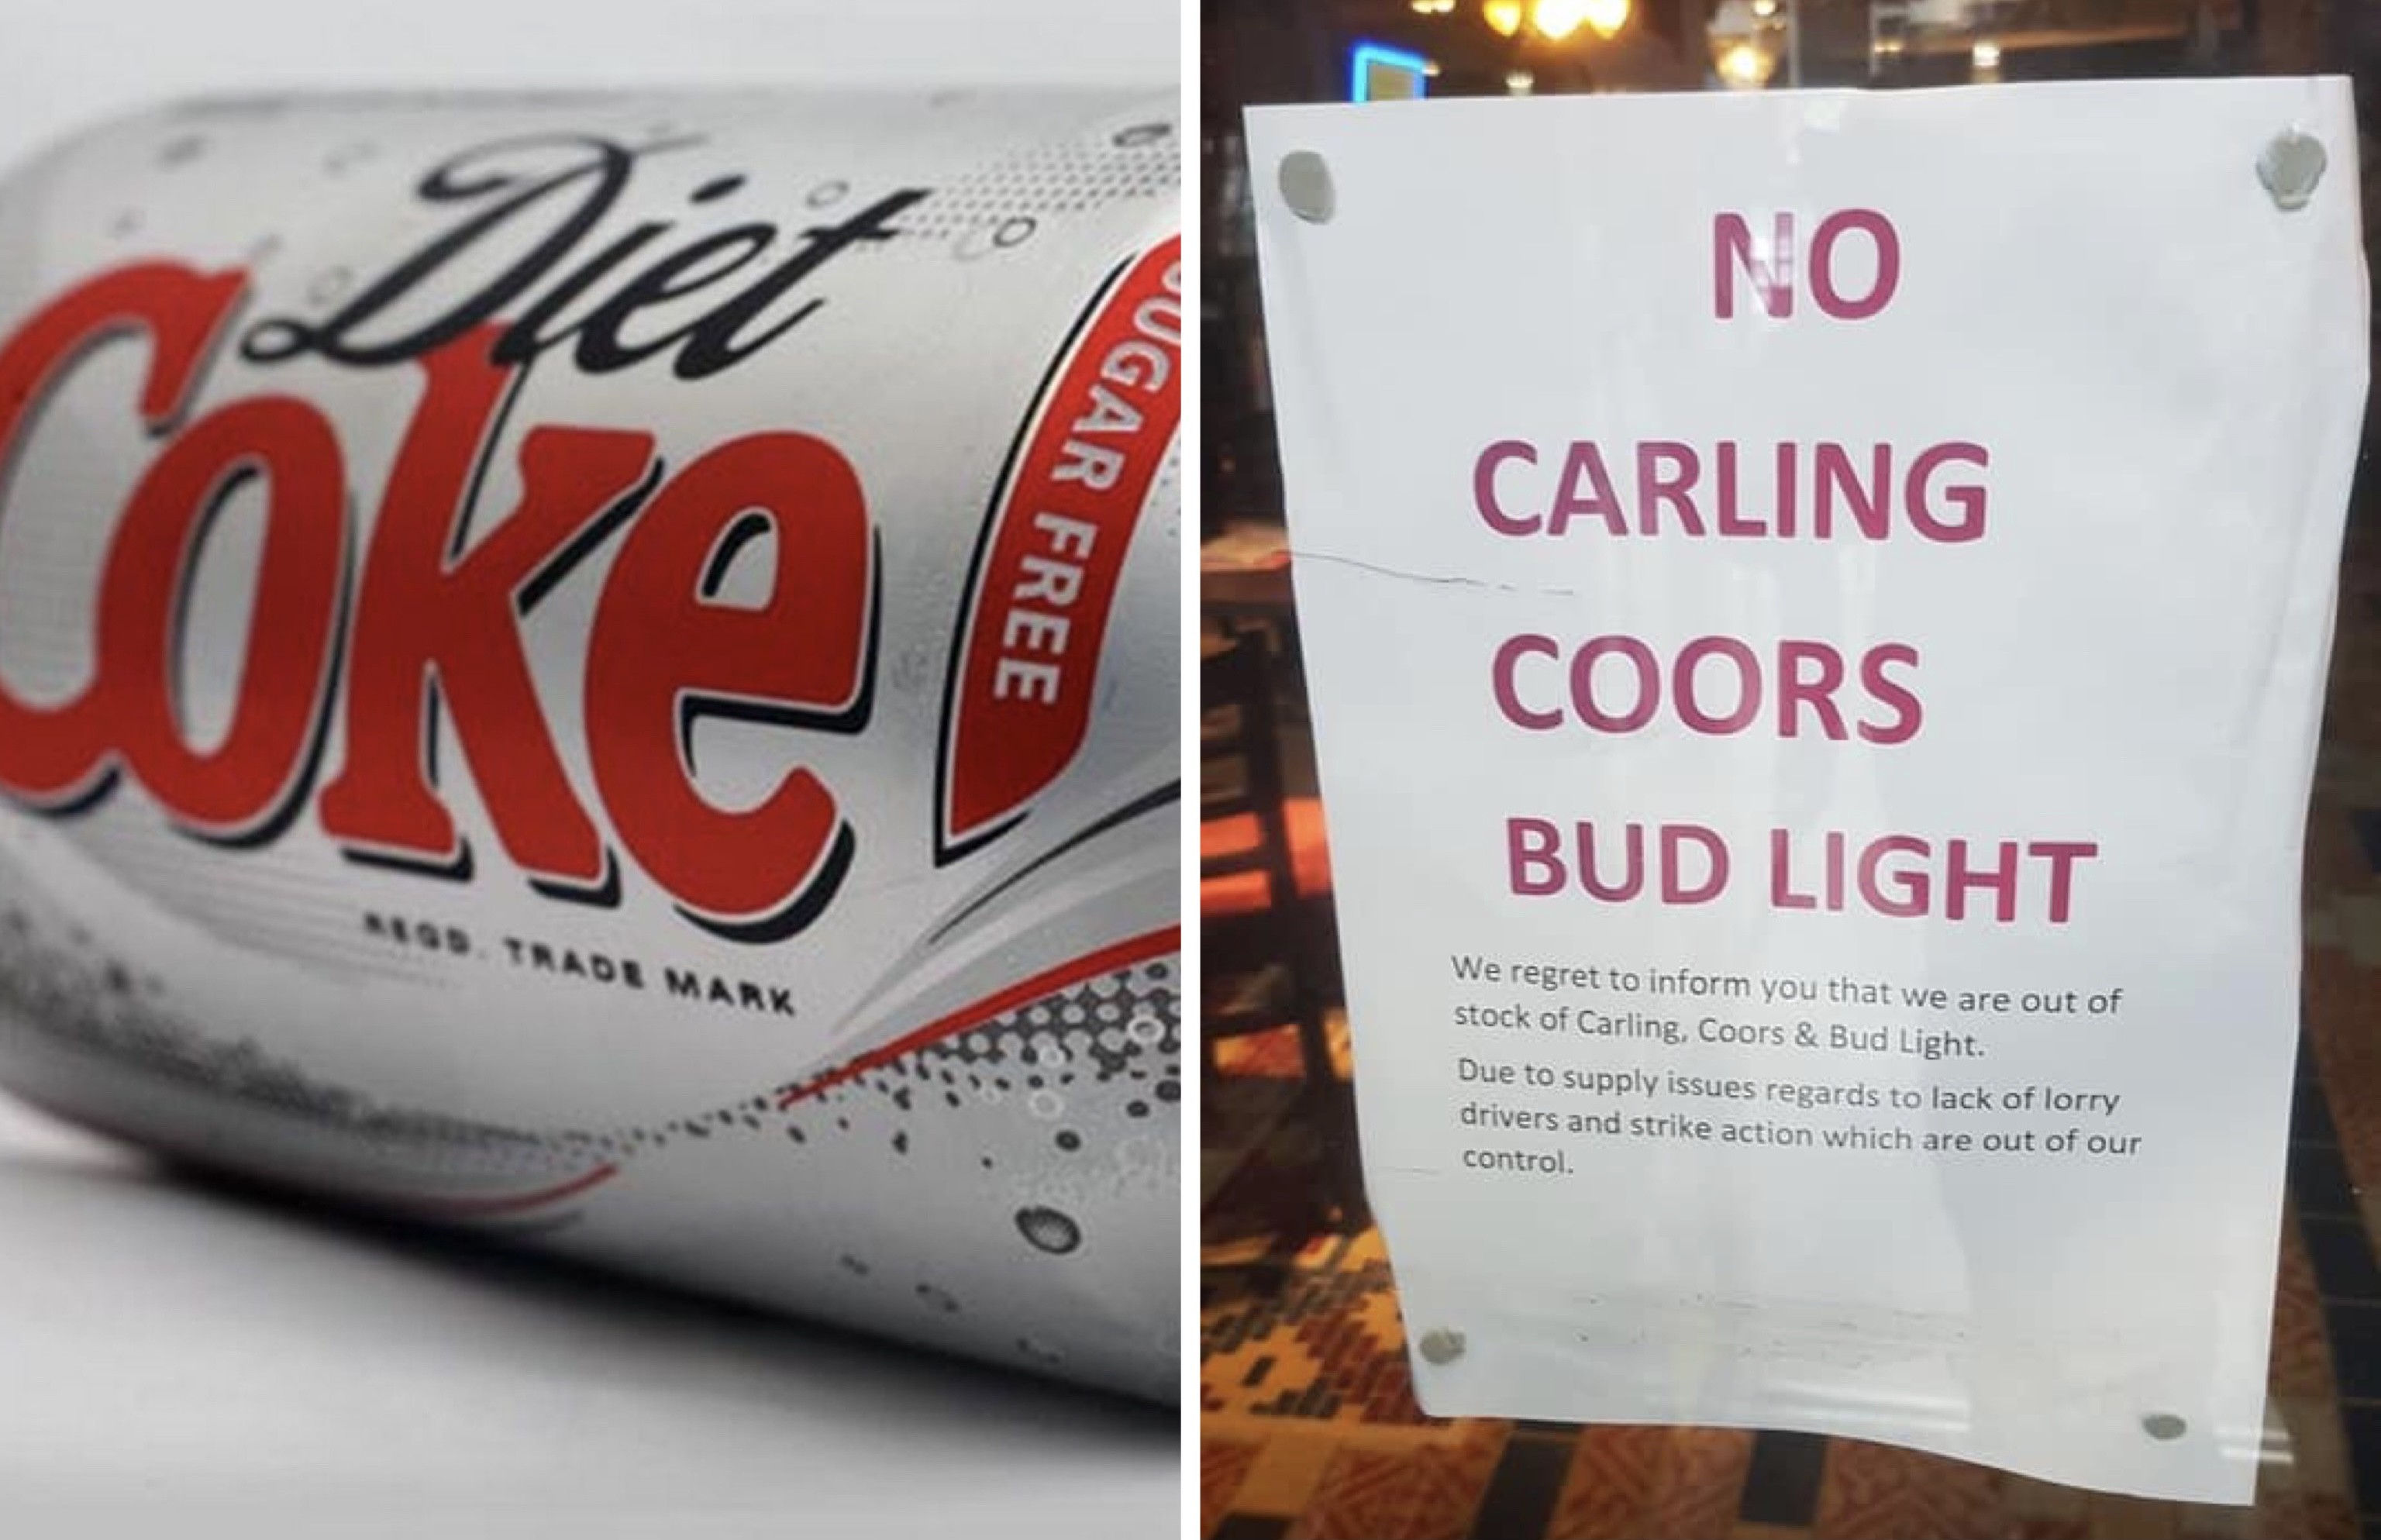 Diet
Coke
SUGAR FREE
REGD. TRADE MARK
NO
CARLING
COORS
BUD LIGHT
We regret to inform you that we are out of
stock of Carling, Coors & Bud Light.
Due to supply issues regards to lack of lorry
drivers and strike action which are out of our
control.